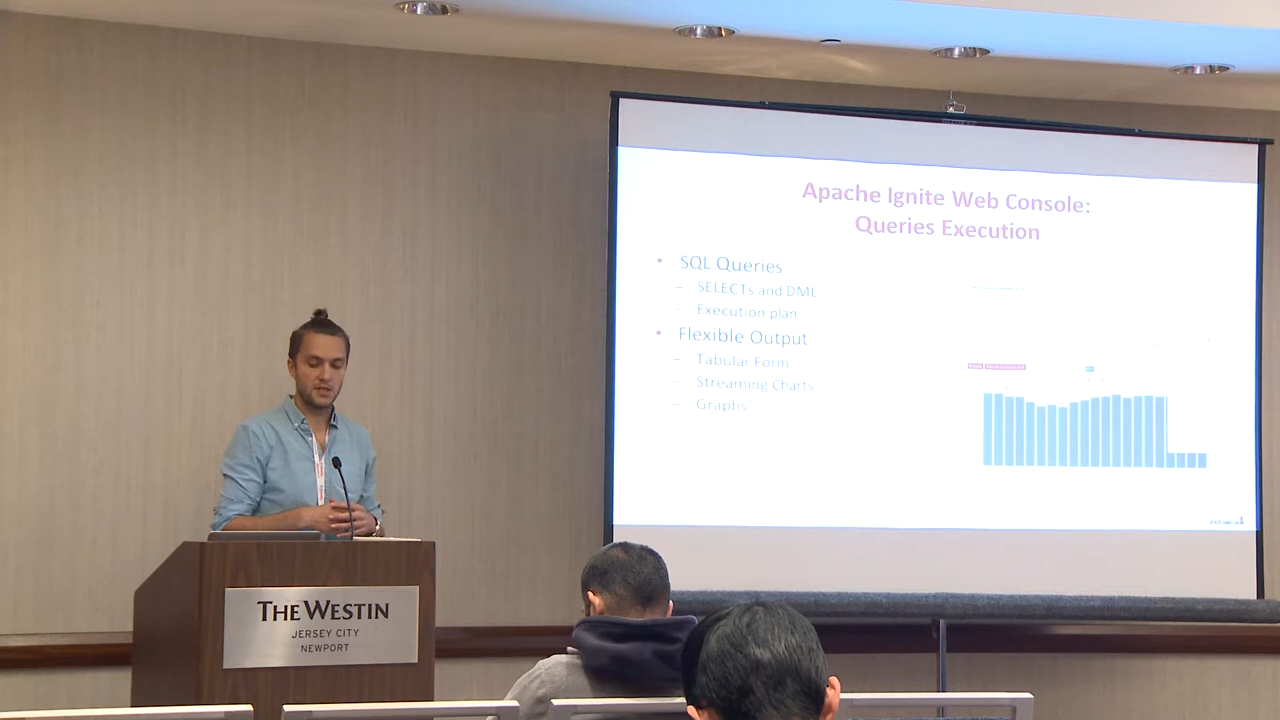 Apache Ignite Web Console:
Queries Execution
• SQL Queries
– SELECTs and DML
– Execution plan
• Flexible Output
– Tabular Form
– Streaming Charts
– Graphs
THE WESTIN
JERSEY CITY
NEWPORT